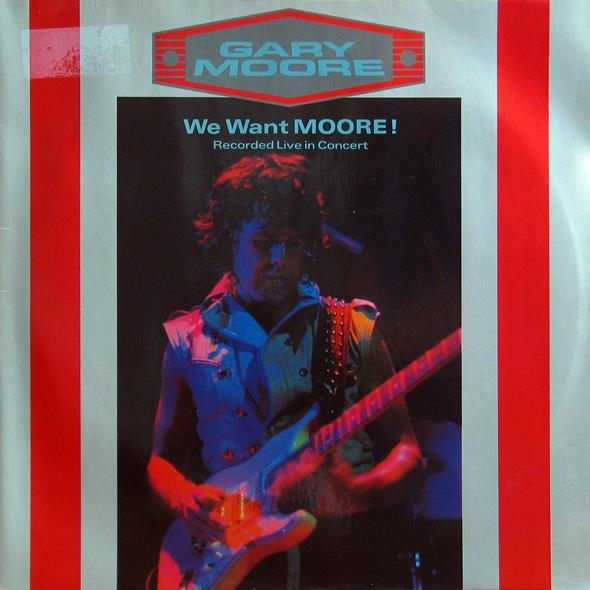 GARY
MOORE
We Want MOORE!
Recorded Live in Concert